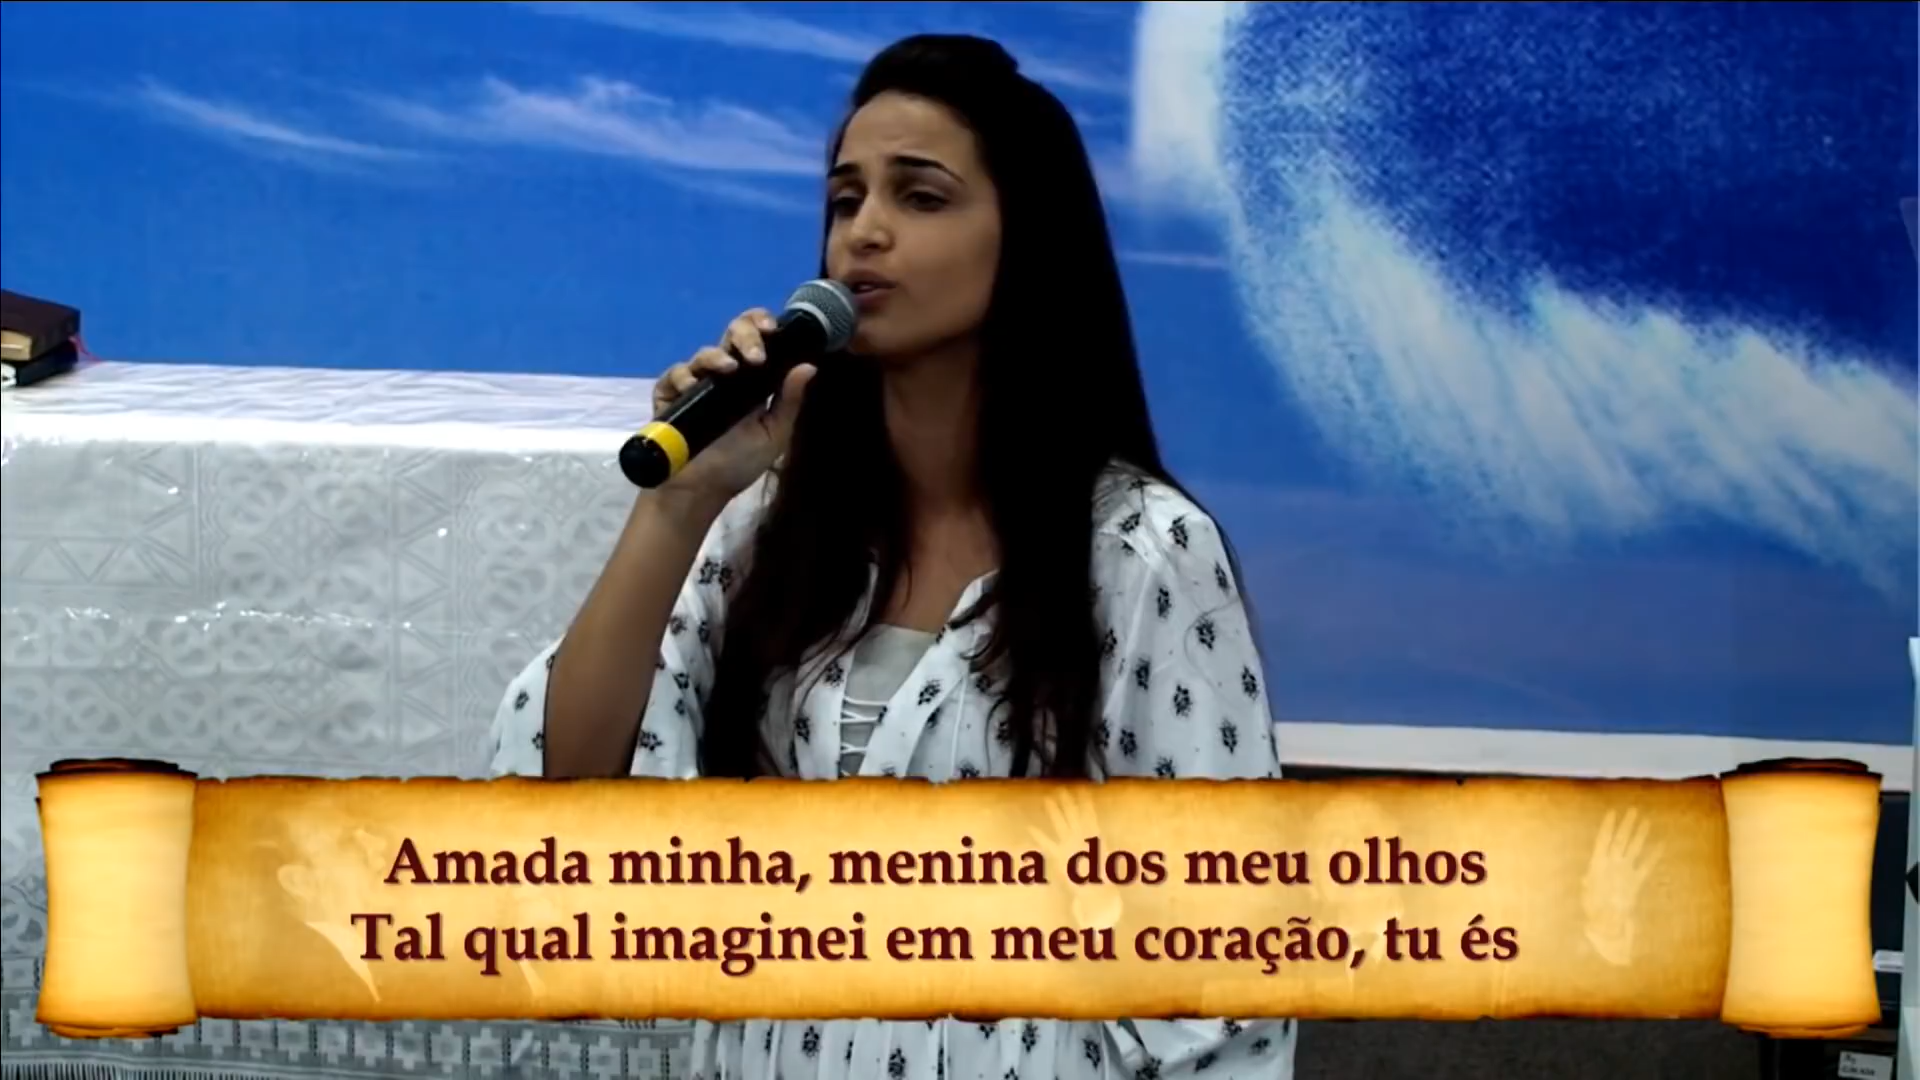 Amada minha, menina dos meu olhos
Tal qual imaginei em meu coração, tu és